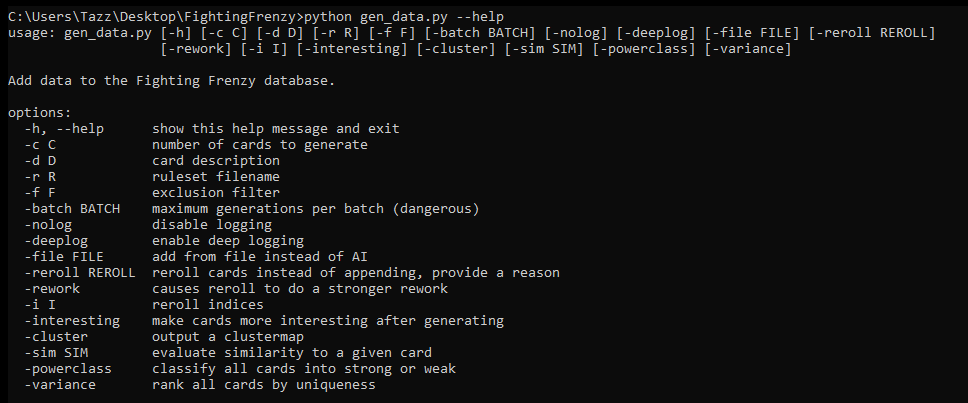 C:\Users\Tazz\Desktop\FightingFrenzy>python gen_data.py --help
usage: gen_data.py [-h] [-c C] [-d D] [-r R] [-f F] [-batch BATCH] [-nolog] [-deeplog] [-file FILE] [-reroll REROLL]
                   [-rework] [-i I] [-interesting] [-cluster] [-sim SIM] [-powerclass] [-variance]

Add data to the Fighting Frenzy database.

options:
  -h, --help      show this help message and exit
  -c C            number of cards to generate
  -d D            card description
  -r R            ruleset filename
  -f F            exclusion filter
  -batch BATCH    maximum generations per batch (dangerous)
  -nolog          disable logging
  -deeplog        enable deep logging
  -file FILE      add from file instead of AI
  -reroll REROLL  reroll cards instead of appending, provide a reason
  -rework         causes reroll to do a stronger rework
  -i I            reroll indices
  -interesting    make cards more interesting after generating
  -cluster        output a clustermap
  -sim SIM        evaluate similarity to a given card
  -powerclass     classify all cards into strong or weak
  -variance       rank all cards by uniqueness